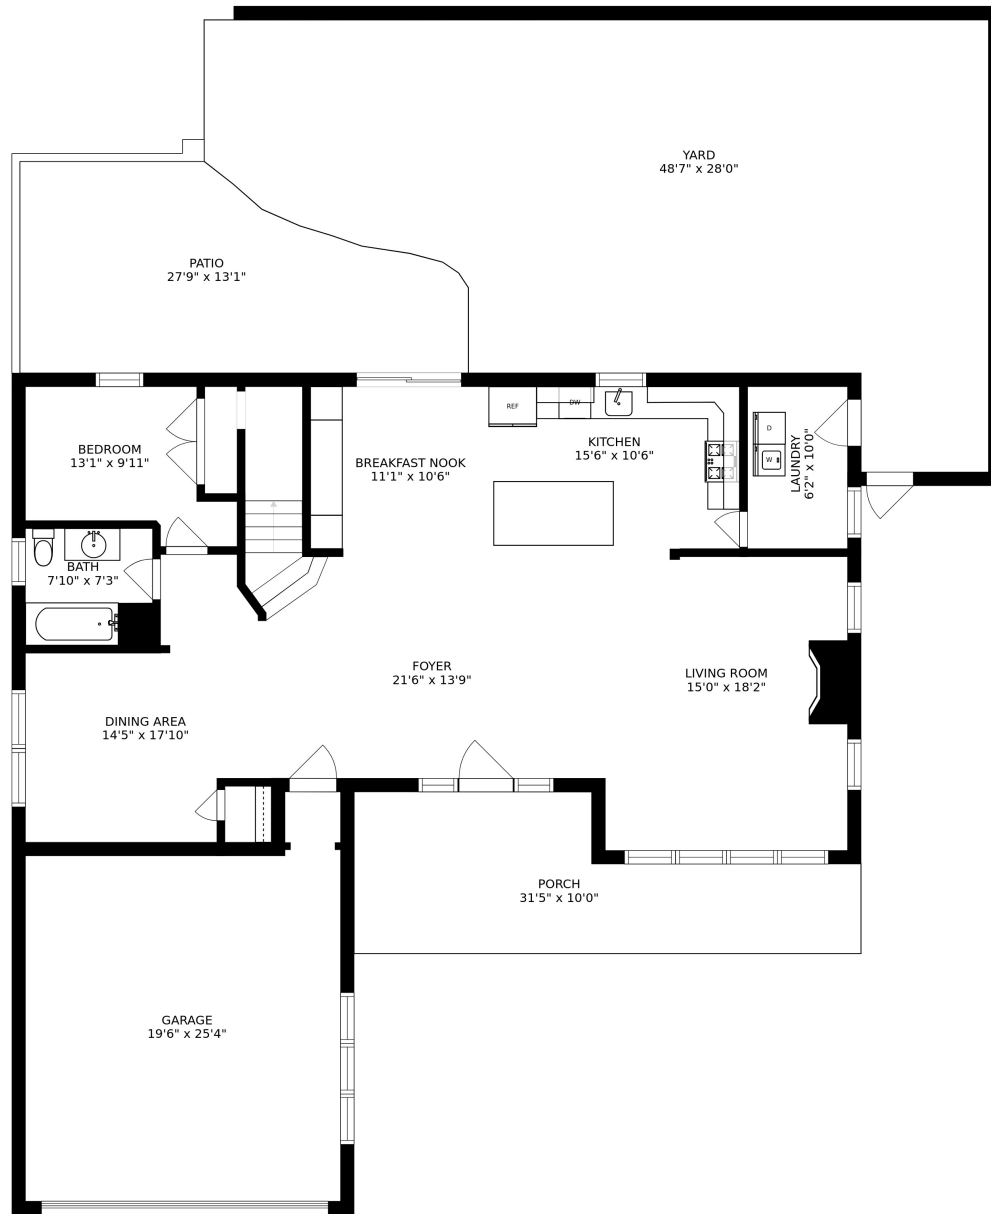 YARD
48'7" x 28'0"
PATIO
27'9" x 13'1"
REF
DW
BEDROOM
13'1" x 9'11"
BREAKFAST NOOK
11'1" x 10'6"
KITCHEN
15'6" x 10'6"
D
W
LAUNDRY
6'2" x 10'0"
BATH
7'10" x 7'3"
FOYER
21'6" x 13'9"
LIVING ROOM
15'0" x 18'2"
DINING AREA
14'5" x 17'10"
PORCH
31'5" x 10'0"
GARAGE
19'6" x 25'4"